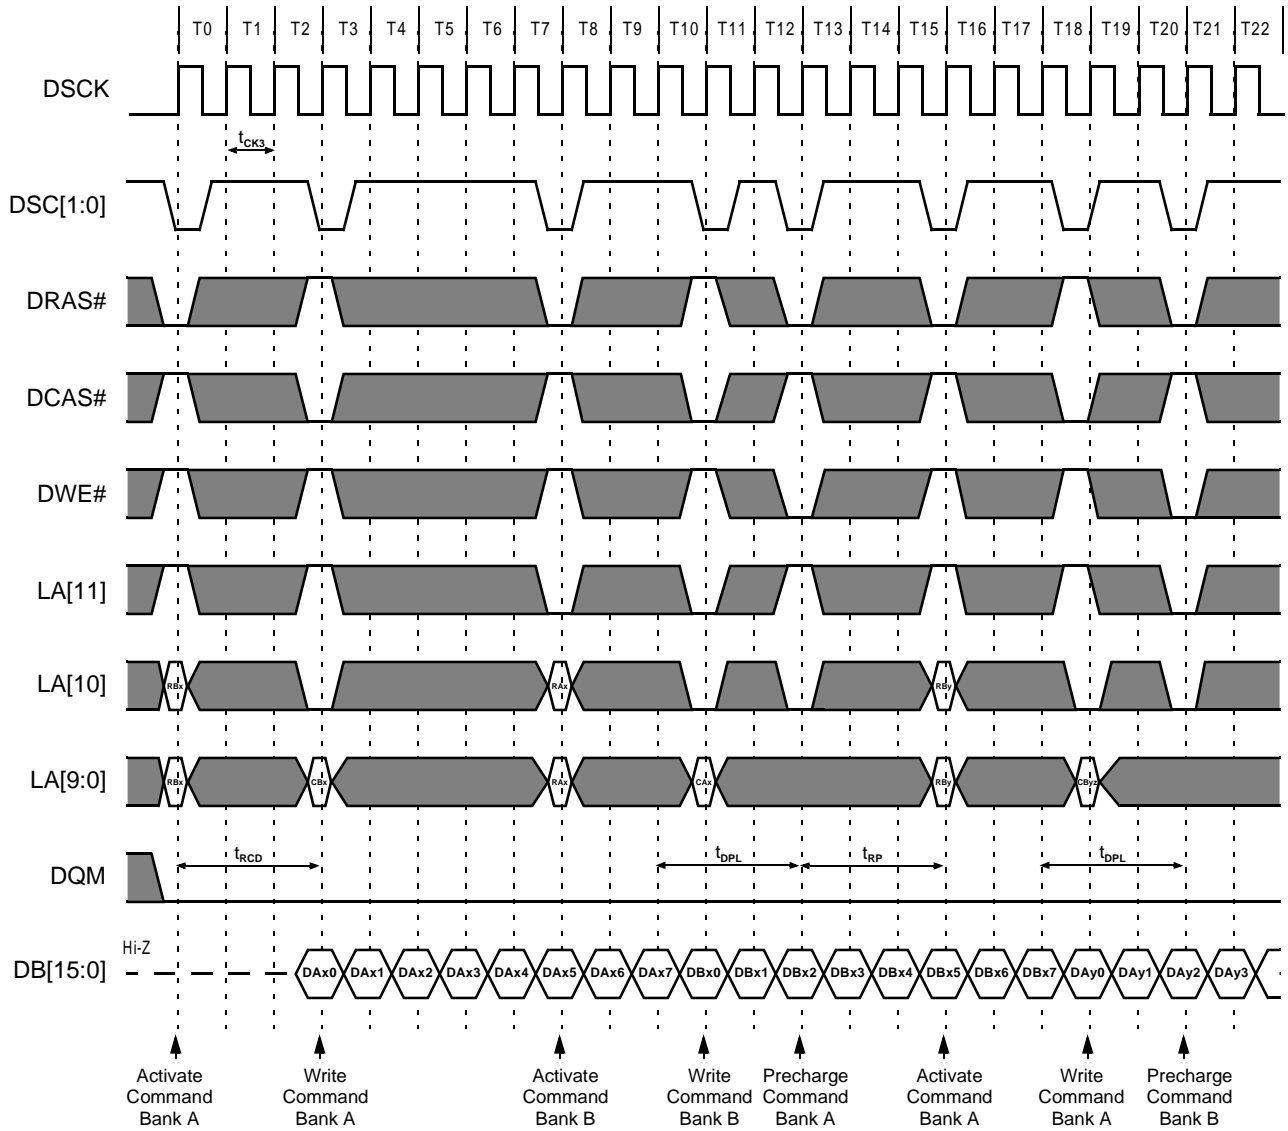 T0 T1 T2 T3 T4 T5 T6 T7 T8 T9 T10 T11 T12 T13 T14 T15 T16 T17 T18 T19 T20 T21 T22
DSCK
tCK3
DSC[1:0]
DRAS#
DCAS#
DWE#
LA[11]
LA[10] RBx RAx RBy
LA[9:0] RBx CBx RAx CAx RBy CByz
tRCD tDPL tRP tDPL
DQM
Hi-Z
DB[15:0] DAx0 DAx1 DAx2 DAx3 DAx4 DAx5 DAx6 DAx7 DBx0 DBx1 DBx2 DBx3 DBx4 DBx5 DBx6 DBx7 DAy0 DAy1 DAy2 DAy3
Activate Write Activate Write Precharge Activate Write Precharge
Command Command Command Command Command Command Command Command
Bank A Bank A Bank B Bank B Bank A Bank A Bank A Bank B